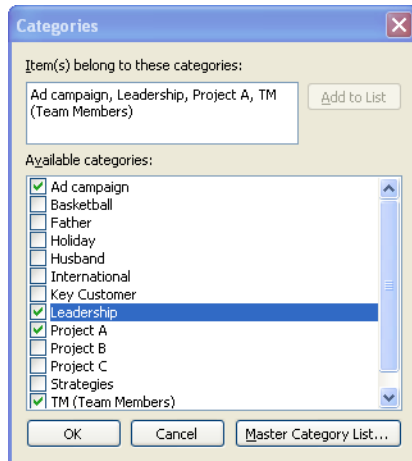 Categories
Item(s) belong to these categories:
Ad campaign, Leadership, Project A, TM
(Team Members)
Add to List
Available categories:
Ad campaign
Basketball
Father
Holiday
Husband
International
Key Customer
Leadership
Project A
Project B
Project C
Strategies
TM (Team Members)
OK
Cancel
Master Category List...